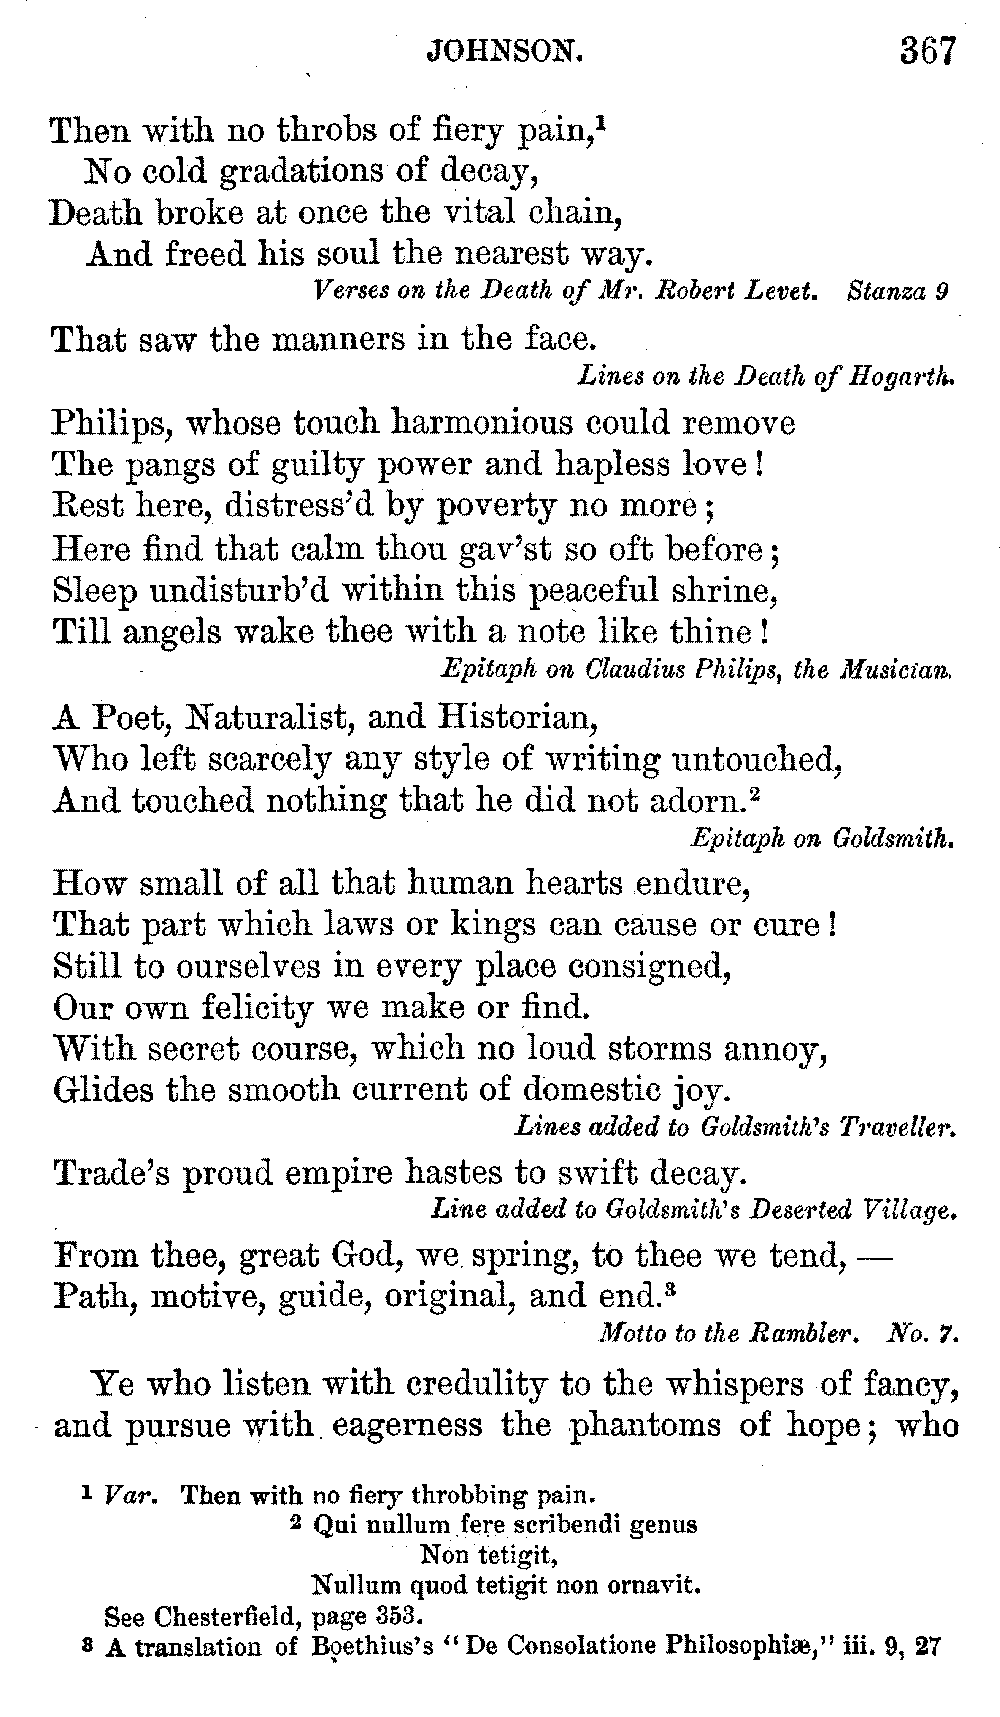 JOHNSON. 367
Then with no throbs of fiery pain,¹
No cold gradations of decay,
Death broke at once the vital chain,
And freed his soul the nearest way.
Verses on the Death of Mr. Robert Levet. Stanza 9
That saw the manners in the face.
Lines on the Death of Hogarth.
Philips, whose touch harmonious could remove
The pangs of guilty power and hapless love!
Rest here, distress'd by poverty no more;
Here find that calm thou gav'st so oft before;
Sleep undisturb'd within this peaceful shrine,
Till angels wake thee with a note like thine!
Epitaph on Claudius Philips, the Musician.
A Poet, Naturalist, and Historian,
Who left scarcely any style of writing untouched,
And touched nothing that he did not adorn.²
Epitaph on Goldsmith.
How small of all that human hearts endure,
That part which laws or kings can cause or cure!
Still to ourselves in every place consigned,
Our own felicity we make or find.
With secret course, which no loud storms annoy,
Glides the smooth current of domestic joy.
Lines added to Goldsmith's Traveller.
Trade's proud empire hastes to swift decay.
Line added to Goldsmith's Deserted Village.
From thee, great God, we spring, to thee we tend, —
Path, motive, guide, original, and end.³
Motto to the Rambler. No. 7.
Ye who listen with credulity to the whispers of fancy,
and pursue with eagerness the phantoms of hope; who
1 Var. Then with no fiery throbbing pain.
2 Qui nullum fere scribendi genus
Non tetigit,
Nullum quod tetigit non ornavit.
See Chesterfield, page 353.
3 A translation of Boethius's "De Consolatione Philosophiæ," iii. 9, 27